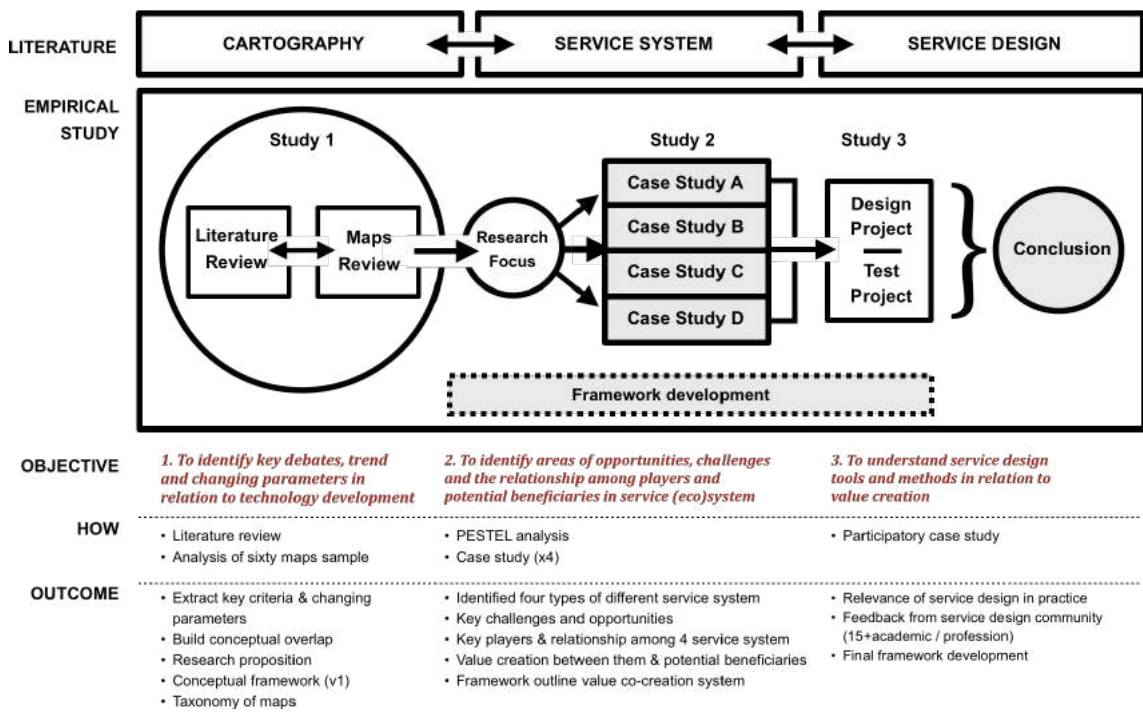 LITERATURE
CARTOGRAPHY
SERVICE SYSTEM
SERVICE DESIGN
EMPIRICAL
STUDY
Study 1
Study 2
Study 3
Literature
Review
Maps
Review
Research
Focus
Case Study A
Case Study B
Case Study C
Case Study D
Design
Project
Test
Project
Conclusion
Framework development
OBJECTIVE
1. To identify key debates, trend
and changing parameters in
relation to technology development
2. To identify areas of opportunities, challenges
and the relationship among players and
potential beneficiaries in service (eco)system
3. To understand service design
tools and methods in relation to
value creation
HOW
• Literature review
• Analysis of sixty maps sample
• PESTEL analysis
• Case study (x4)
• Participatory case study
OUTCOME
• Extract key criteria & changing
parameters
• Build conceptual overlap
• Research proposition
• Conceptual framework (v1)
• Taxonomy of maps
• Identified four types of different service system
• Key challenges and opportunities
• Key players & relationship among 4 service system
• Value creation between them & potential beneficiaries
• Framework outline value co-creation system
• Relevance of service design in practice
• Feedback from service design community
(15+academic / profession)
• Final framework development